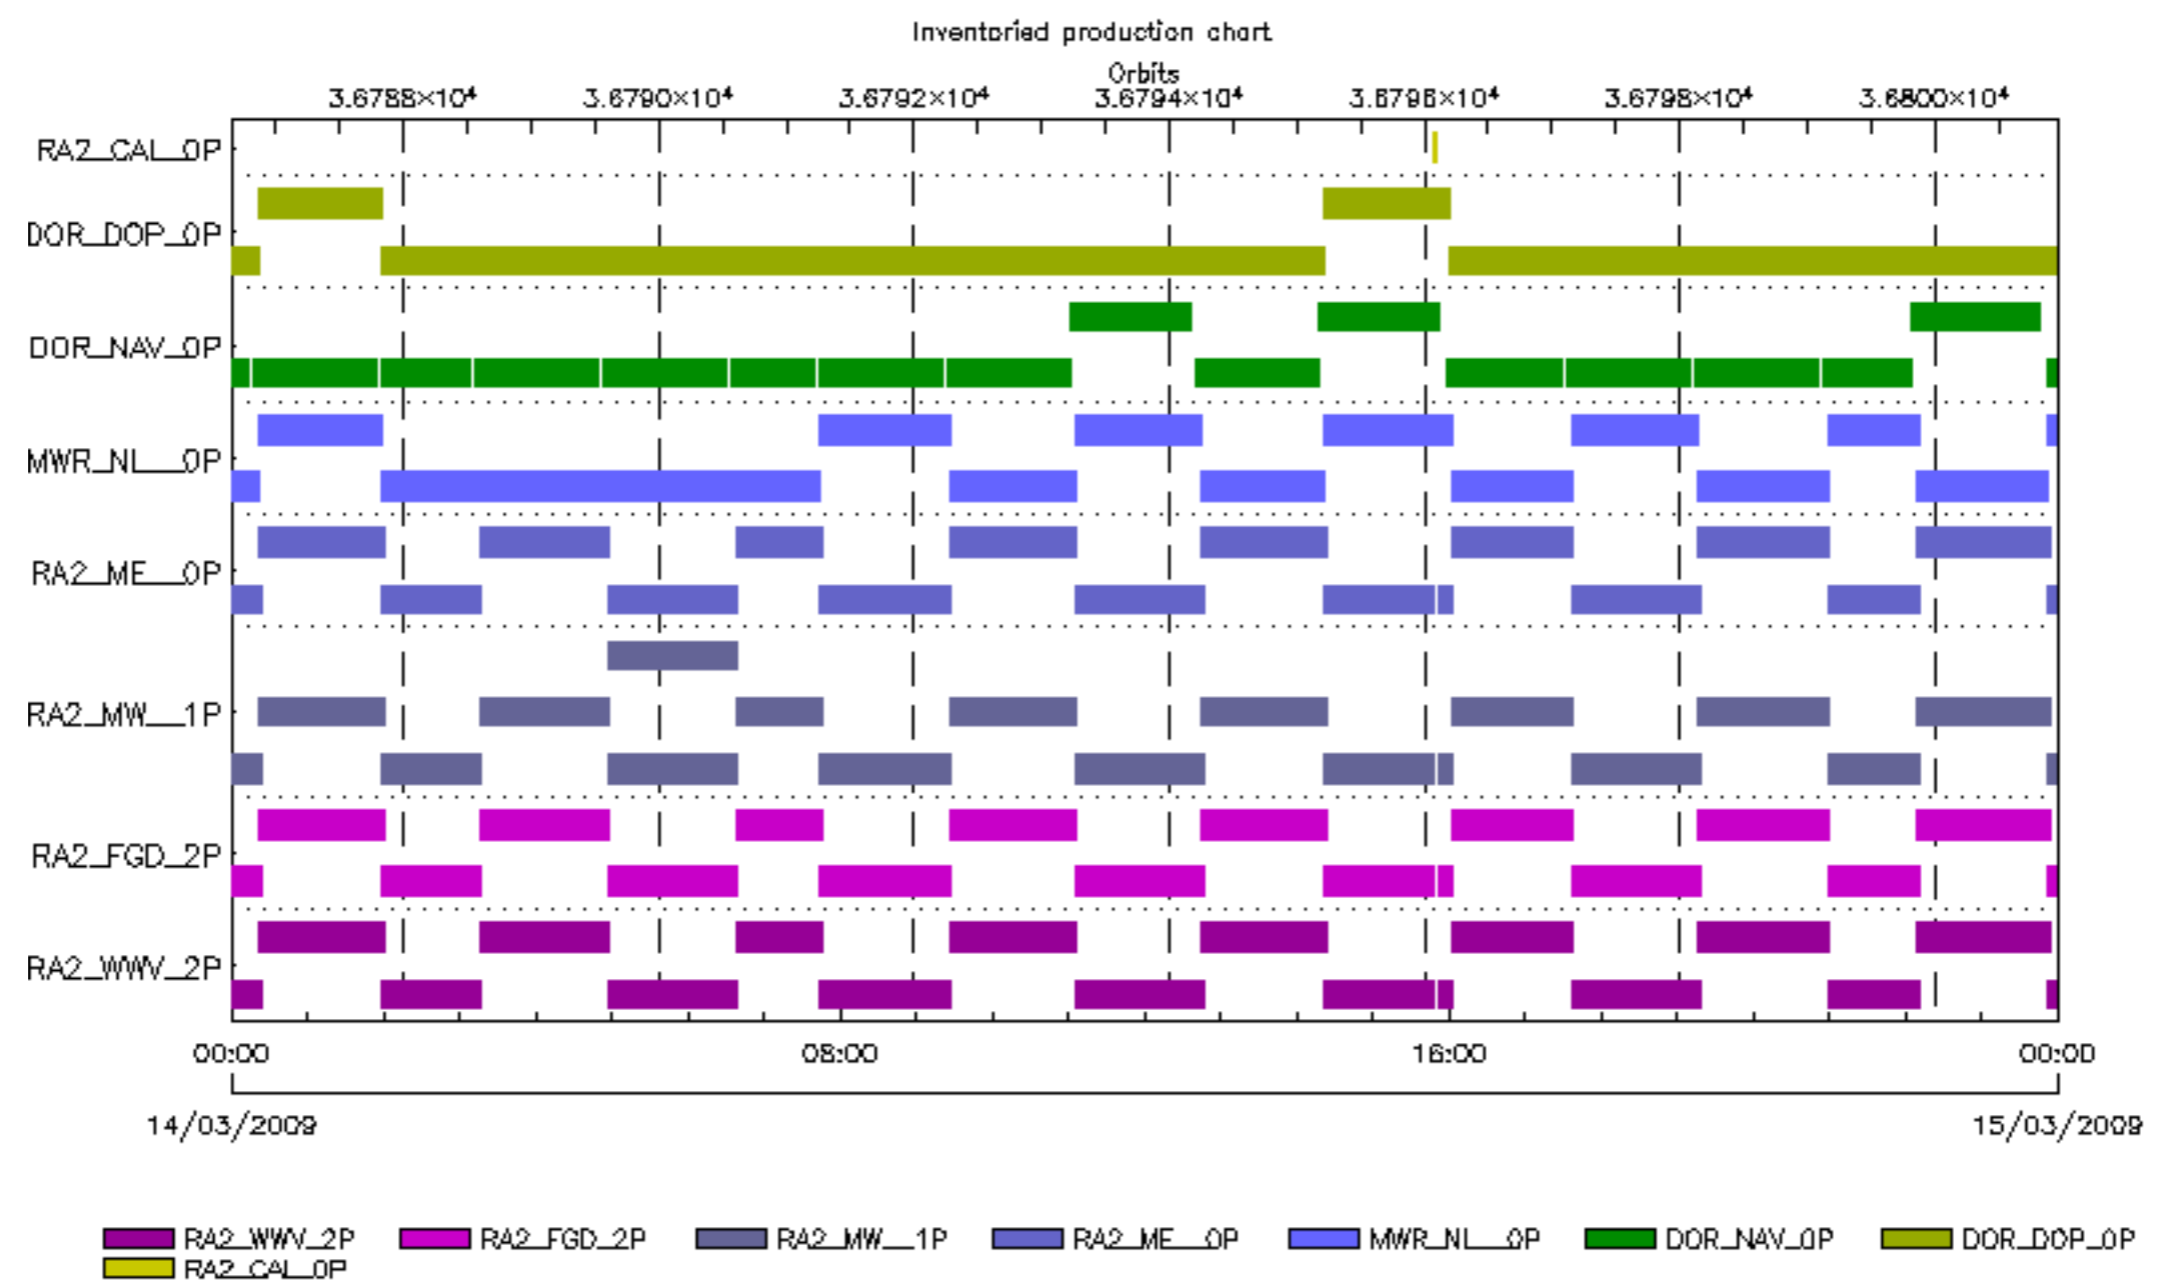 Inventoried production chart
Orbits
3.6788×10⁴ 3.6790×10⁴ 3.6792×10⁴ 3.6794×10⁴ 3.6796×10⁴ 3.6798×10⁴ 3.6800×10⁴
RA2_CAL_0P
DOR_DOP_0P
DOR_NAV_0P
MWR_NL__0P
RA2_ME__0P
RA2_MW__1P
RA2_FGD_2P
RA2_WWV_2P
00:00 08:00 16:00 00:00
14/03/2009 15/03/2009
RA2_WWV_2P RA2_FGD_2P RA2_MW__1P RA2_ME__0P MWR_NL__0P DOR_NAV_0P DOR_DOP_0P
RA2_CAL_0P